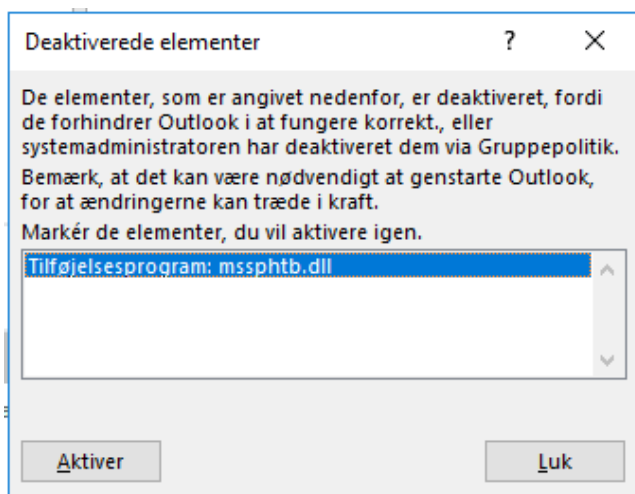 Deaktiverede elementer
?
De elementer, som er angivet nedenfor, er deaktiveret, fordi
de forhindrer Outlook i at fungere korrekt., eller
systemadministratoren har deaktiveret dem via Gruppepolitik.
Bemærk, at det kan være nødvendigt at genstarte Outlook,
for at ændringerne kan træde i kraft.
Markér de elementer, du vil aktivere igen.
Tilføjelsesprogram: mssphtb.dll
Aktiver
Luk